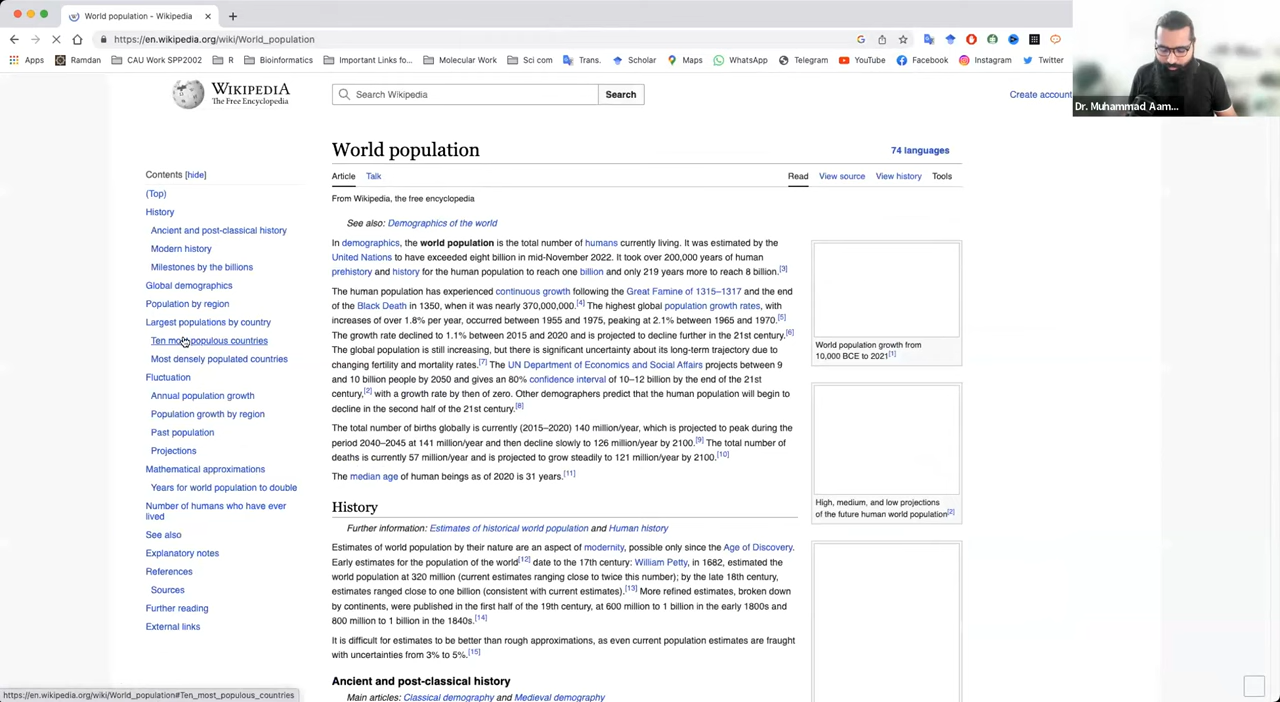 World population - Wikipedia
https://en.wikipedia.org/wiki/World_population
Apps Ramdan CAU Work SPP2002 R Bioinformatics Important Links fo... Molecular Work Sci com Trans. Scholar Maps WhatsApp Telegram YouTube Facebook Instagram Twitter
Dr. Muhammad Aam...
WIKIPEDIA
The Free Encyclopedia
Search Wikipedia
Search
Create account
World population
74 languages
Article Talk
Read View source View history Tools
From Wikipedia, the free encyclopedia
Contents [hide]
(Top)
History
Ancient and post-classical history
Modern history
Milestones by the billions
Global demographics
Population by region
Largest populations by country
Ten most populous countries
Most densely populated countries
Fluctuation
Annual population growth
Population growth by region
Past population
Projections
Mathematical approximations
Years for world population to double
Number of humans who have ever
lived
See also
Explanatory notes
References
Sources
Further reading
External links
See also: Demographics of the world
In demographics, the world population is the total number of humans currently living. It was estimated by the
United Nations to have exceeded eight billion in mid-November 2022. It took over 200,000 years of human
prehistory and history for the human population to reach one billion and only 219 years more to reach 8 billion.[3]
The human population has experienced continuous growth following the Great Famine of 1315–1317 and the end
of the Black Death in 1350, when it was nearly 370,000,000.[4] The highest global population growth rates, with
increases of over 1.8% per year, occurred between 1955 and 1975, peaking at 2.1% between 1965 and 1970.[5]
The growth rate declined to 1.1% between 2015 and 2020 and is projected to decline further in the 21st century.[6]
The global population is still increasing, but there is significant uncertainty about its long-term trajectory due to
changing fertility and mortality rates.[7] The UN Department of Economics and Social Affairs projects between 9
and 10 billion people by 2050 and gives an 80% confidence interval of 10–12 billion by the end of the 21st
century,[2] with a growth rate by then of zero. Other demographers predict that the human population will begin to
decline in the second half of the 21st century.[8]
The total number of births globally is currently (2015–2020) 140 million/year, which is projected to peak during the
period 2040–2045 at 141 million/year and then decline slowly to 126 million/year by 2100.[9] The total number of
deaths is currently 57 million/year and is projected to grow steadily to 121 million/year by 2100.[10]
The median age of human beings as of 2020 is 31 years.[11]
History
Further information: Estimates of historical world population and Human history
Estimates of world population by their nature are an aspect of modernity, possible only since the Age of Discovery.
Early estimates for the population of the world[12] date to the 17th century: William Petty, in 1682, estimated the
world population at 320 million (current estimates ranging close to twice this number); by the late 18th century,
estimates ranged close to one billion (consistent with current estimates).[13] More refined estimates, broken down
by continents, were published in the first half of the 19th century, at 600 million to 1 billion in the early 1800s and
800 million to 1 billion in the 1840s.[14]
It is difficult for estimates to be better than rough approximations, as even current population estimates are fraught
with uncertainties from 3% to 5%.[15]
Ancient and post-classical history
Main articles: Classical demography and Medieval demography
World population growth from
10,000 BCE to 2021[1]
High, medium, and low projections
of the future human world population[2]
https://en.wikipedia.org/wiki/World_population#Ten_most_populous_countries